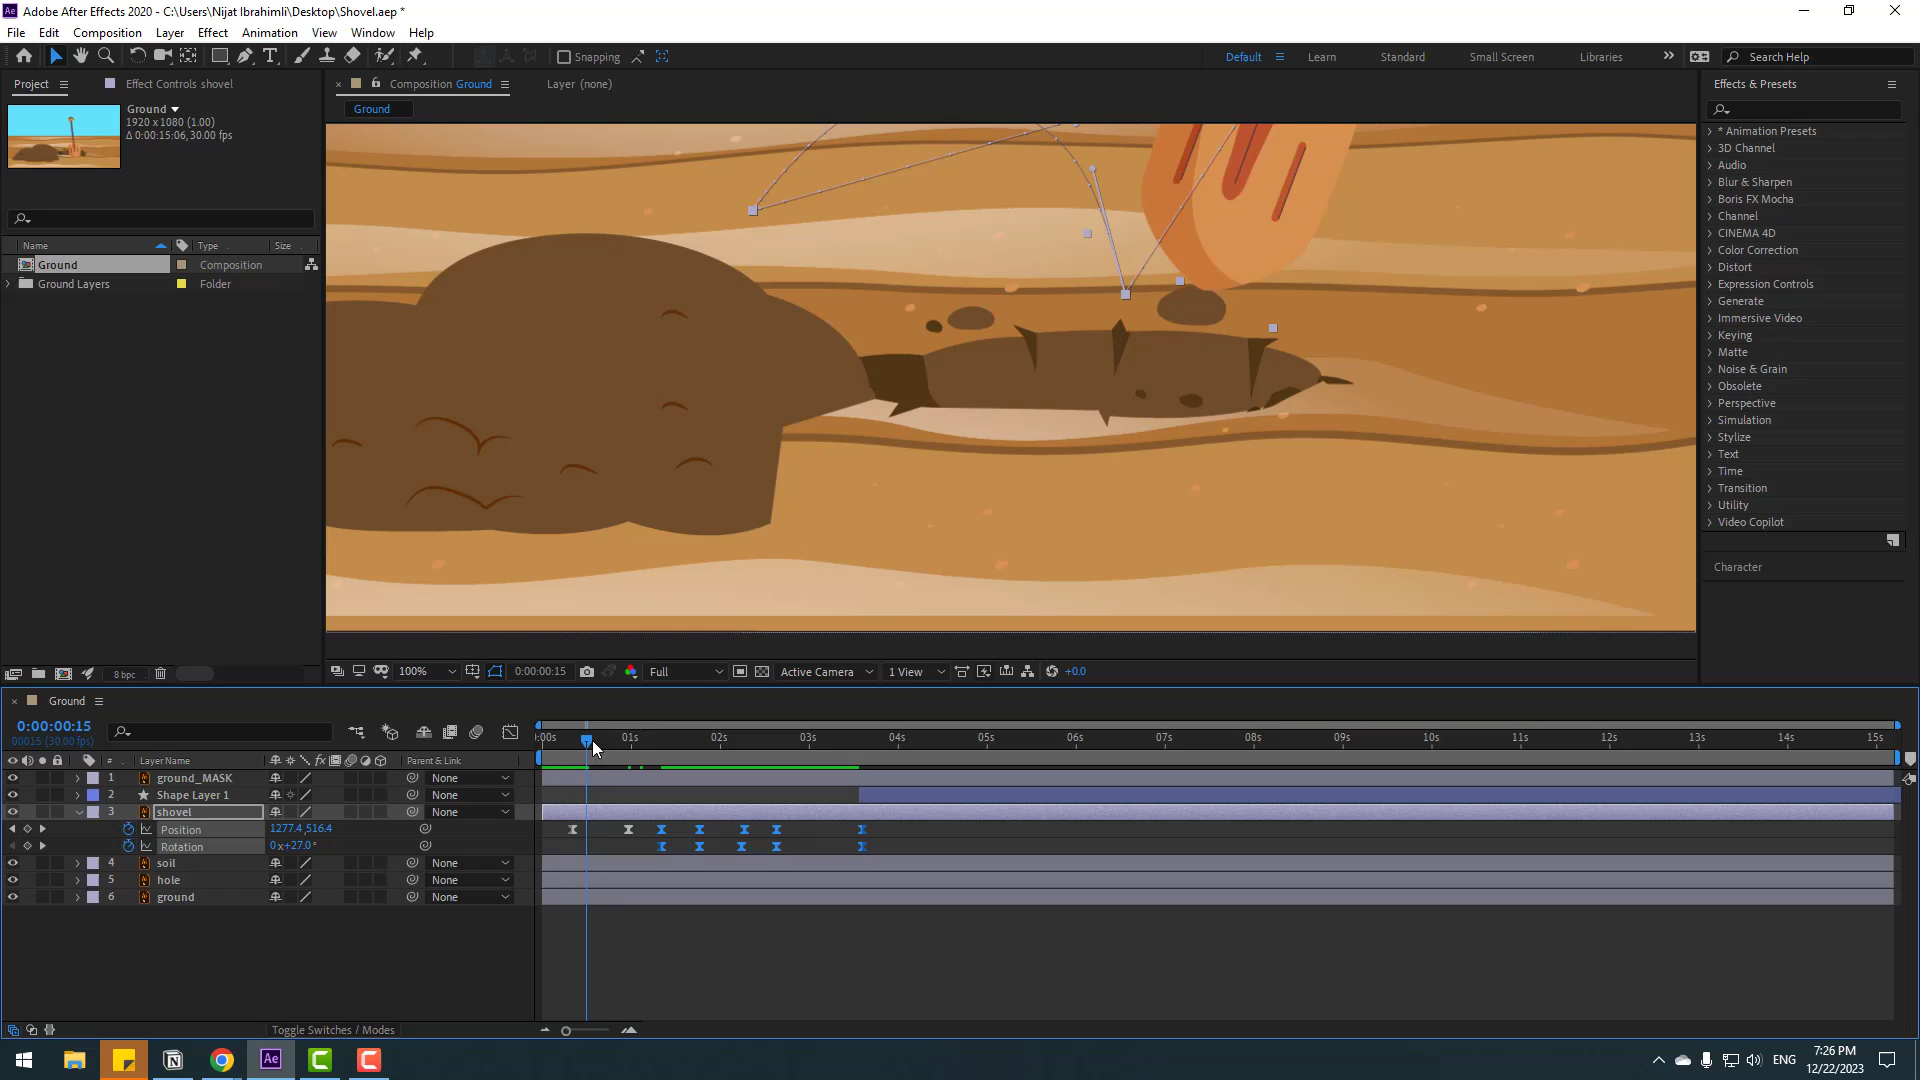 Adobe After Effects 2020 - C:\Users\Nijat Ibrahimli\Desktop\Shovel.aep *
File Edit Composition Layer Effect Animation View Window Help
Snapping Default Learn Standard Small Screen Libraries Search Help
Project Effect Controls shovel Composition Ground Layer (none) Effects & Presets
Ground
1920 x 1080 (1.00)
Δ 0:00:15:06, 30.00 fps
Ground
Name Type Size
Ground Composition
Ground Layers Folder
* Animation Presets
3D Channel
Audio
Blur & Sharpen
Boris FX Mocha
Channel
CINEMA 4D
Color Correction
Distort
Expression Controls
Generate
Immersive Video
Keying
Matte
Noise & Grain
Obsolete
Perspective
Simulation
Stylize
Text
Time
Transition
Utility
Video Copilot
Character
8 bpc 100% 0:00:00:15 Full Active Camera 1 View +0.0
Ground
0:00:00:15
00015 (30.00 fps)
:00s 01s 02s 03s 04s 05s 06s 07s 08s 09s 10s 11s 12s 13s 14s 15s
# Layer Name Parent & Link
1 ground_MASK None
2 Shape Layer 1 None
3 shovel None
Position 1277.4,516.4
Rotation 0x+27.0°
4 soil None
5 hole None
6 ground None
Toggle Switches / Modes
ENG 7:26 PM
12/22/2023